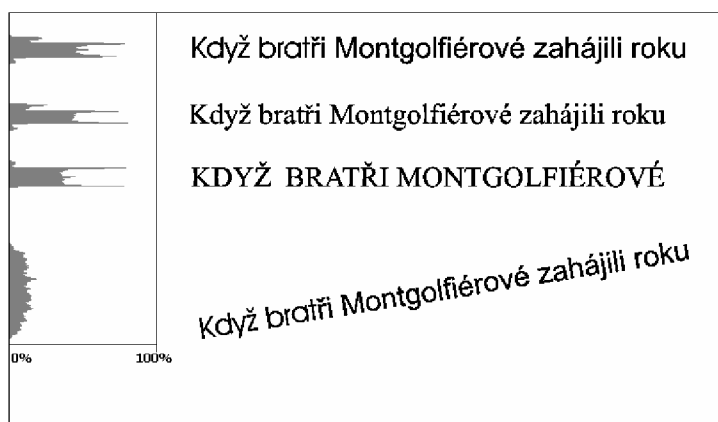 Když bratři Montgolfiérové zahájili roku
Když bratři Montgolfiérové zahájili roku
KDYŽ BRATŘI MONTGOLFIÉROVÉ
Když bratři Montgolfiérové zahájili roku
0% 100%